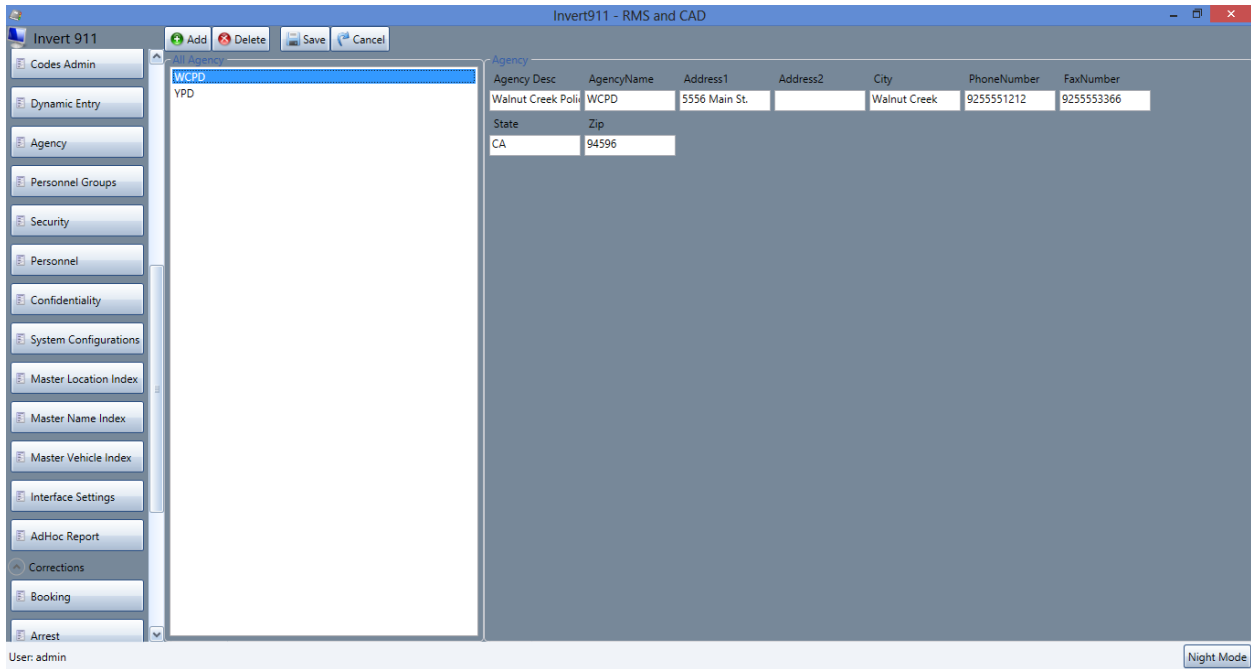 Invert911 - RMS and CAD
Invert 911
Add Delete Save Cancel
Codes Admin
Dynamic Entry
Agency
Personnel Groups
Security
Personnel
Confidentiality
System Configurations
Master Location Index
Master Name Index
Master Vehicle Index
Interface Settings
AdHoc Report
Corrections
Booking
Arrest
All Agency
WCPD
YPD
Agency
Agency Desc AgencyName Address1 Address2 City PhoneNumber FaxNumber
Walnut Creek Poli WCPD 5556 Main St. Walnut Creek 9255551212 9255553366
State Zip
CA 94596
User: admin
Night Mode